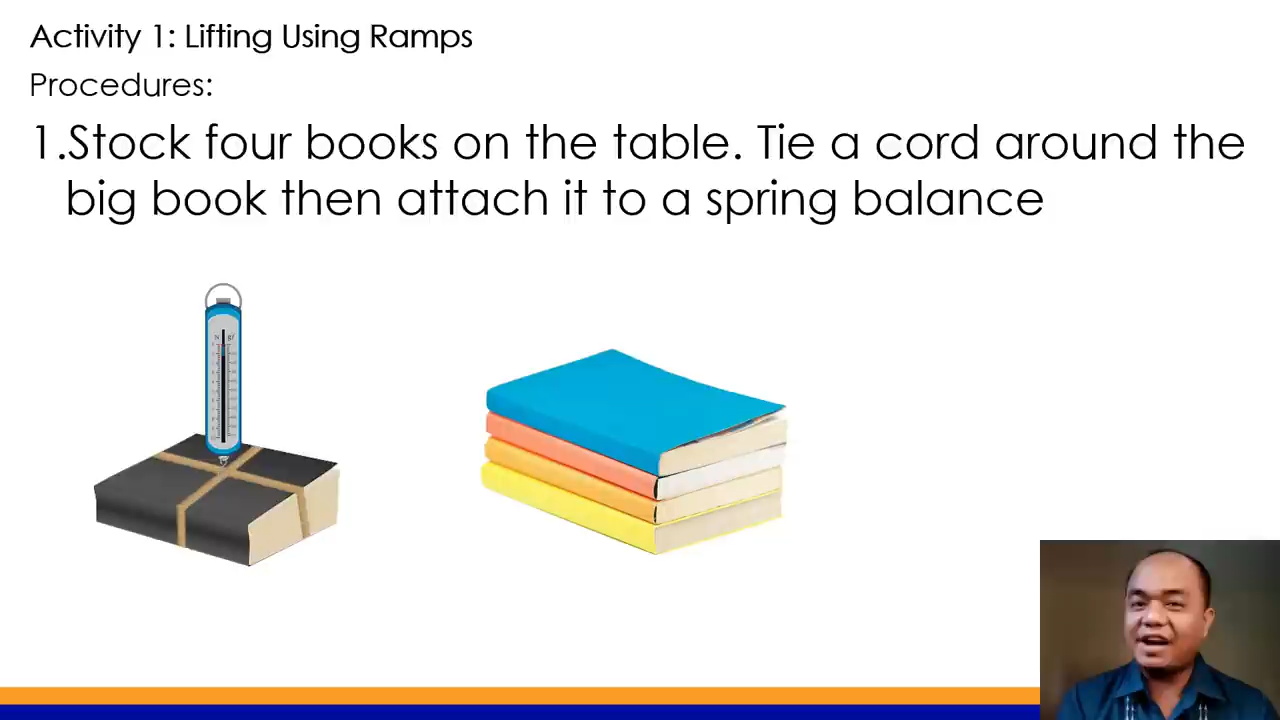 Activity 1: Lifting Using Ramps
Procedures:
1.Stock four books on the table. Tie a cord around the
big book then attach it to a spring balance